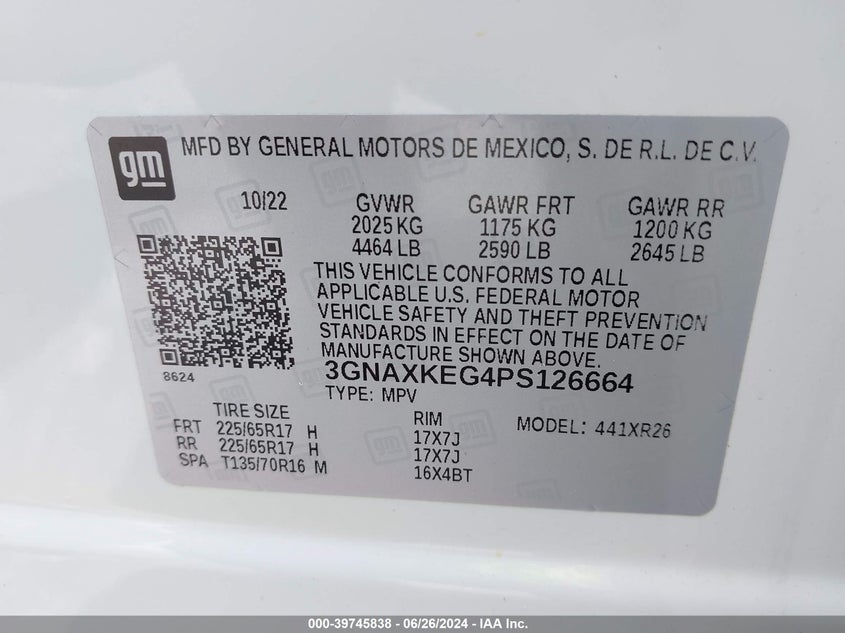 gm MFD BY GENERAL MOTORS DE MEXICO, S. DE R.L. DE C.V.
10/22 GVWR GAWR FRT GAWR RR
2025 KG 1175 KG 1200 KG
4464 LB 2590 LB 2645 LB
THIS VEHICLE CONFORMS TO ALL
APPLICABLE U.S. FEDERAL MOTOR
VEHICLE SAFETY AND THEFT PREVENTION
STANDARDS IN EFFECT ON THE DATE OF
MANUFACTURE SHOWN ABOVE.
8624
3GNAXKEG4PS126664
TYPE: MPV
TIRE SIZE RIM MODEL: 441XR26
FRT 225/65R17 H 17X7J
RR 225/65R17 H 17X7J
SPA T135/70R16 M 16X4BT
000-39745838 - 06/26/2024 - IAA Inc.